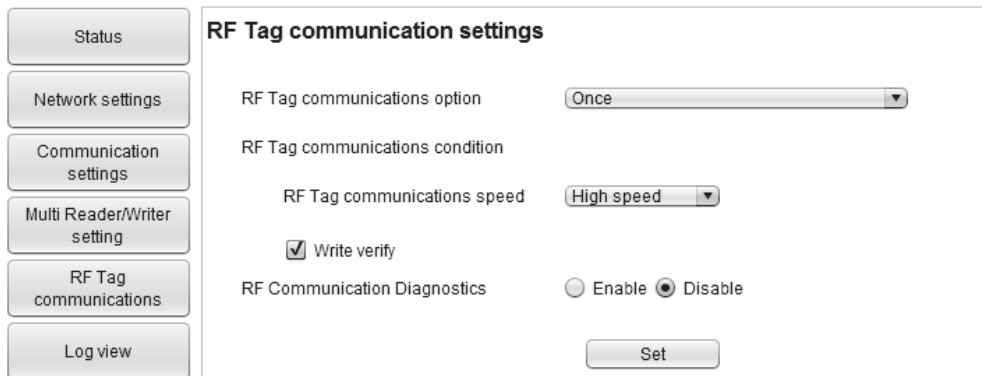 Status
Network settings
Communication
settings
Multi Reader/Writer
setting
RF Tag
communications
Log view
RF Tag communication settings
RF Tag communications option
Once
RF Tag communications condition
RF Tag communications speed
High speed
Write verify
RF Communication Diagnostics
Enable
Disable
Set